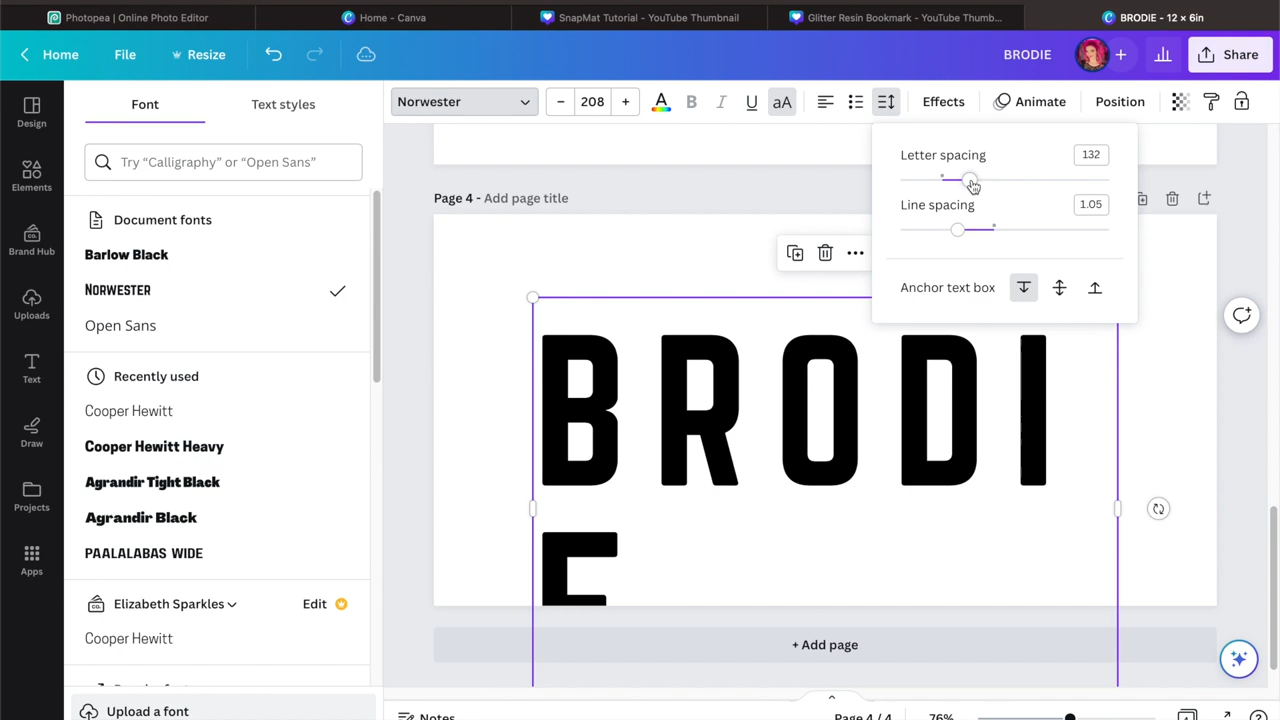 Photopea | Online Photo Editor
Home - Canva
SnapMat Tutorial - YouTube Thumbnail
Glitter Resin Bookmark - YouTube Thumb...
BRODIE - 12 × 6in
Home
File
Resize
BRODIE
Share
Norwester
208
A
B
I
U
aA
Effects
Animate
Position
Design
Elements
Brand Hub
Uploads
Text
Draw
Projects
Apps
Font
Text styles
Try “Calligraphy” or “Open Sans”
Document fonts
Barlow Black
NORWESTER
Open Sans
Recently used
Cooper Hewitt
Cooper Hewitt Heavy
Agrandir Tight Black
Agrandir Black
PAALALABAS WIDE
Elizabeth Sparkles
Edit
Cooper Hewitt
Upload a font
Letter spacing
132
Line spacing
1.05
Anchor text box
Page 4 - Add page title
BRODI
E
+ Add page
Notes
Page 4 / 4
76%